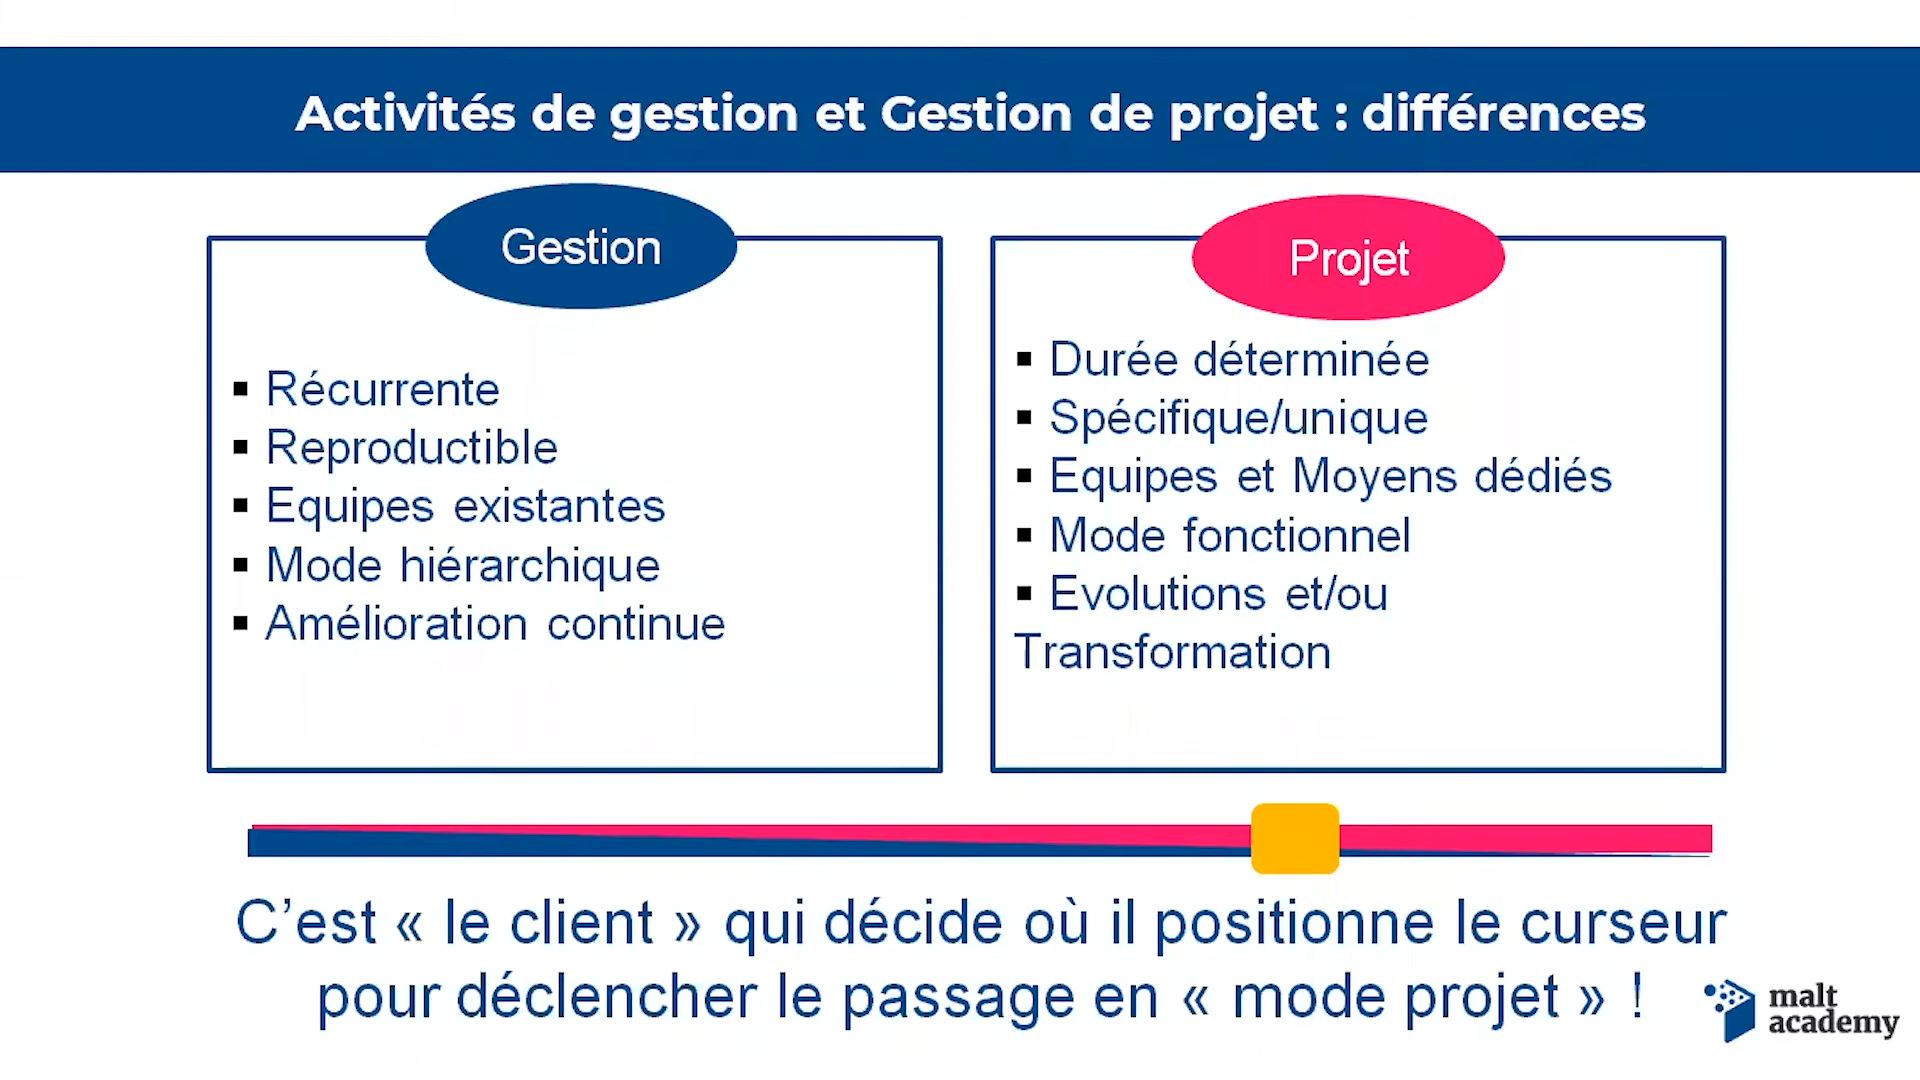 Activités de gestion et Gestion de projet : différences
Gestion
▪ Récurrente
▪ Reproductible
▪ Equipes existantes
▪ Mode hiérarchique
▪ Amélioration continue
Projet
▪ Durée déterminée
▪ Spécifique/unique
▪ Equipes et Moyens dédiés
▪ Mode fonctionnel
▪ Evolutions et/ou
Transformation
C’est « le client » qui décide où il positionne le curseur
pour déclencher le passage en « mode projet » !
malt
academy